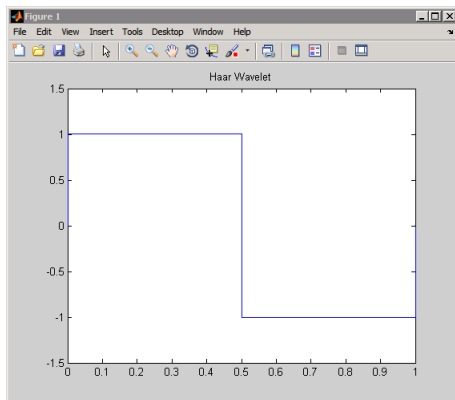 Figure 1
File Edit View Insert Tools Desktop Window Help
Haar Wavelet
1.5
1
0.5
0
-0.5
-1
-1.5
0 0.1 0.2 0.3 0.4 0.5 0.6 0.7 0.8 0.9 1